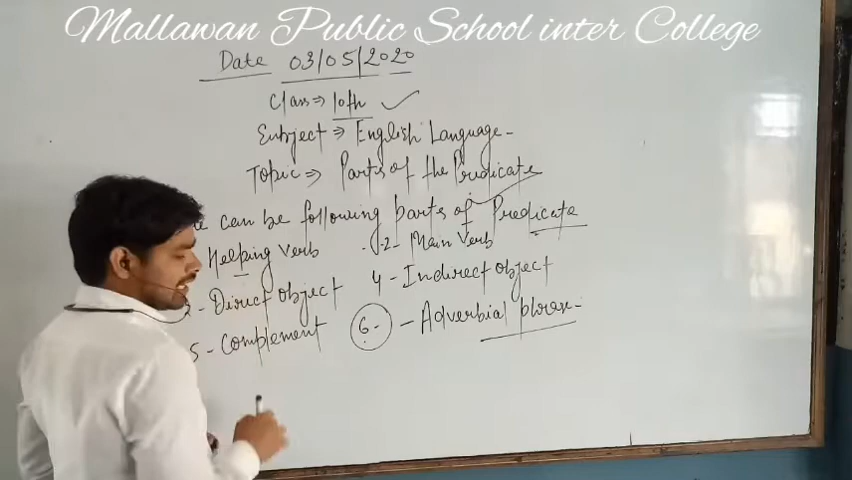 Mallawan Public School inter College
Date 03/05/2020
Class ⇒ 10th ✓
Subject ⇒ English Language -
Topic ⇒ Parts of the Predicate
can be following parts of Predicate
Helping verb 2 - Main Verb
- Direct object 4 - Indirect object
5 - Complement 6 - - Adverbial phrase -